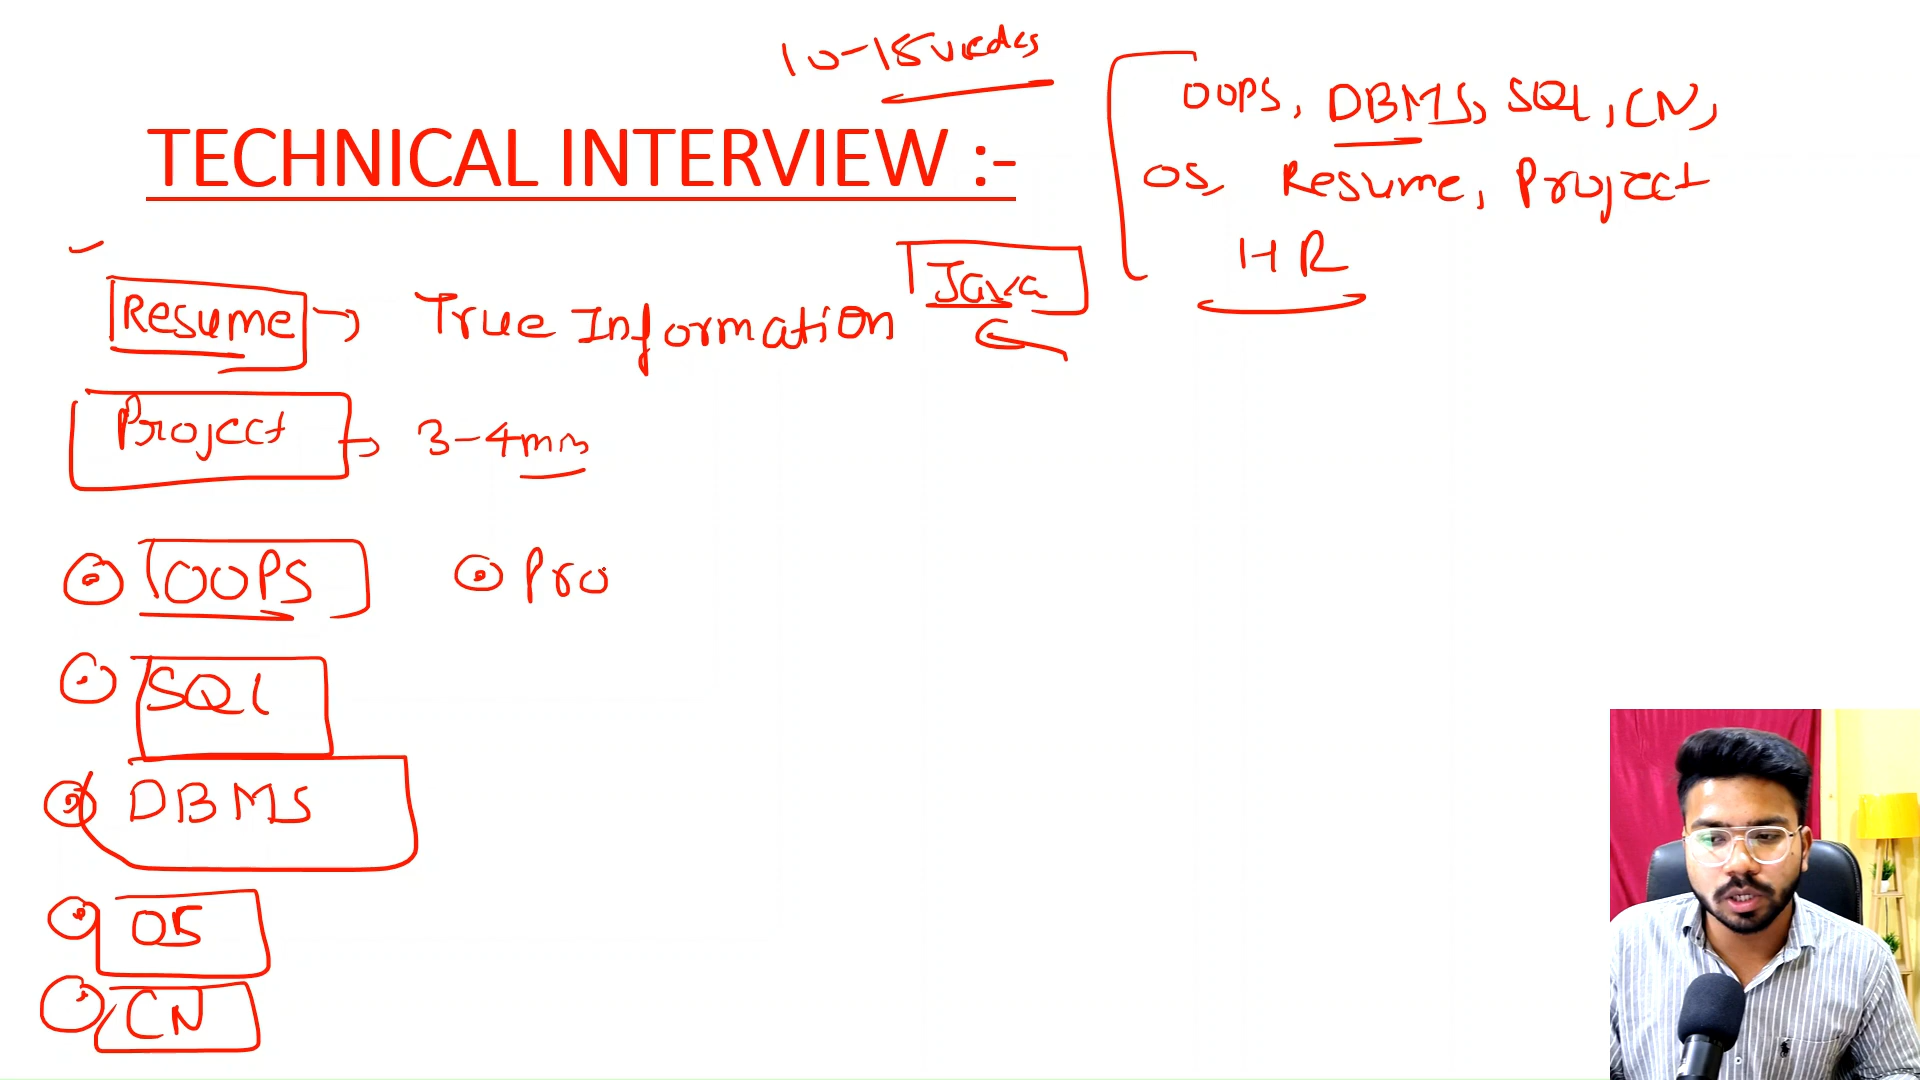 10-15 videos
TECHNICAL INTERVIEW :-
OOPS, DBMS, SQL, CN,
OS, Resume, Project
HR
Resume → True Information Java
Project → 3-4 min
OOPS Pro
SQL
DBMS
OS
CN